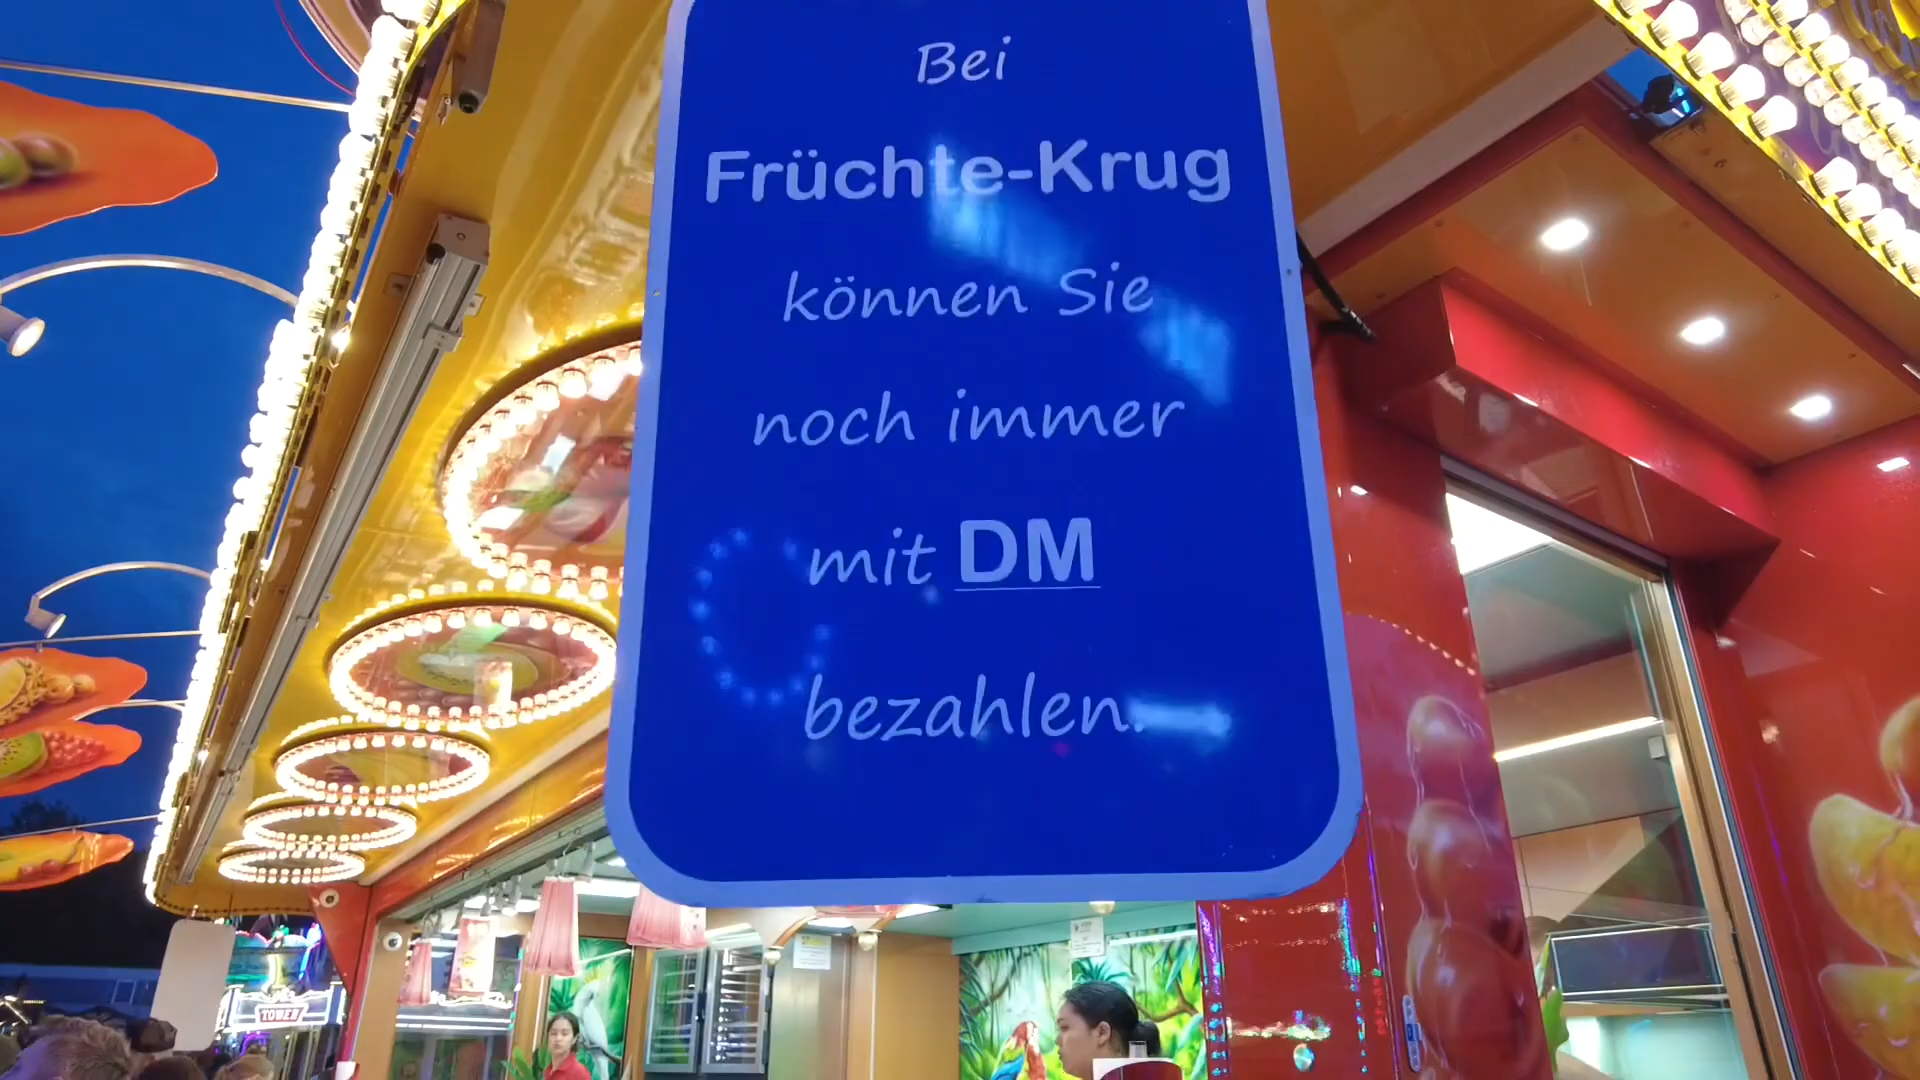 Bei
Früchte-Krug
können Sie
noch immer
mit DM
bezahlen.
TOWER